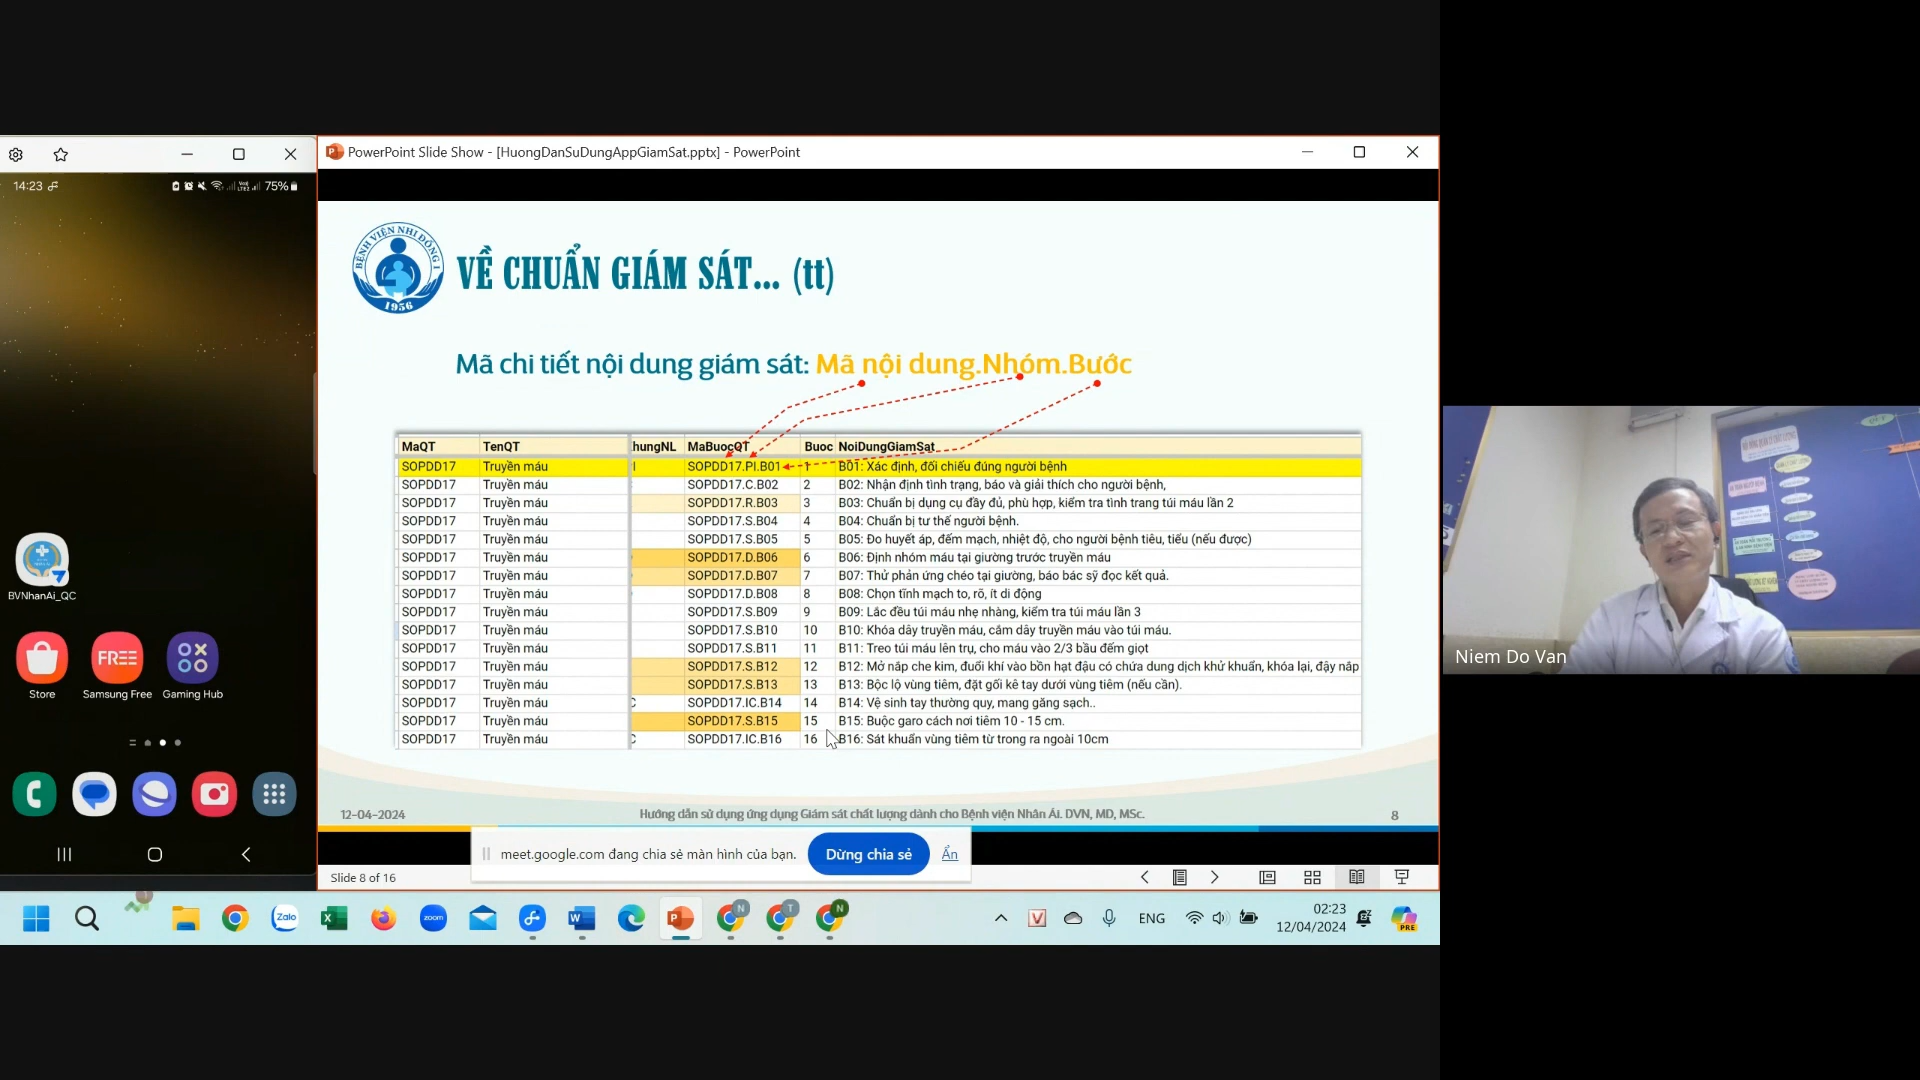 PowerPoint Slide Show - [HuongDanSuDungAppGiamSat.pptx] - PowerPoint
14:23
75%
BVNhanAi_QC
Store
FREE
Samsung Free
Gaming Hub
BỆNH VIỆN NHI ĐỒNG 1
1956
VỀ CHUẨN GIÁM SÁT... (tt)
Mã chi tiết nội dung giám sát: Mã nội dung.Nhóm.Bước
MaQT TenQT hungNL MaBuocQT Buoc NoiDungGiamSat
SOPDD17 Truyền máu SOPDD17.PI.B01 1 B01: Xác định, đối chiếu đúng người bệnh
SOPDD17 Truyền máu SOPDD17.C.B02 2 B02: Nhận định tình trạng, báo và giải thích cho người bệnh,
SOPDD17 Truyền máu SOPDD17.R.B03 3 B03: Chuẩn bị dụng cụ đầy đủ, phù hợp, kiểm tra tình trạng túi máu lần 2
SOPDD17 Truyền máu SOPDD17.S.B04 4 B04: Chuẩn bị tư thế người bệnh.
SOPDD17 Truyền máu SOPDD17.S.B05 5 B05: Đo huyết áp, đếm mạch, nhiệt độ, cho người bệnh tiêu, tiểu (nếu được)
SOPDD17 Truyền máu SOPDD17.D.B06 6 B06: Định nhóm máu tại giường trước truyền máu
SOPDD17 Truyền máu SOPDD17.D.B07 7 B07: Thử phản ứng chéo tại giường, báo bác sỹ đọc kết quả.
SOPDD17 Truyền máu SOPDD17.D.B08 8 B08: Chọn tĩnh mạch to, rõ, ít di động
SOPDD17 Truyền máu SOPDD17.S.B09 9 B09: Lắc đều túi máu nhẹ nhàng, kiểm tra túi máu lần 3
SOPDD17 Truyền máu SOPDD17.S.B10 10 B10: Khóa dây truyền máu, cắm dây truyền máu vào túi máu.
SOPDD17 Truyền máu SOPDD17.S.B11 11 B11: Treo túi máu lên trụ, cho máu vào 2/3 bầu đếm giọt
SOPDD17 Truyền máu SOPDD17.S.B12 12 B12: Mở nắp che kim, đuổi khí vào bồn hạt đậu có chứa dung dịch khử khuẩn, khóa lại, đậy nắp
SOPDD17 Truyền máu SOPDD17.S.B13 13 B13: Bộc lộ vùng tiêm, đặt gối kê tay dưới vùng tiêm (nếu cần).
SOPDD17 Truyền máu C SOPDD17.IC.B14 14 B14: Vệ sinh tay thường quy, mang găng sạch..
SOPDD17 Truyền máu SOPDD17.S.B15 15 B15: Buộc garo cách nơi tiêm 10 - 15 cm.
SOPDD17 Truyền máu C SOPDD17.IC.B16 16 B16: Sát khuẩn vùng tiêm từ trong ra ngoài 10cm
12-04-2024 Hướng dẫn sử dụng ứng dụng Giám sát chất lượng dành cho Bệnh viện Nhân Ái. DVN, MD, MSc. 8
meet.google.com đang chia sẻ màn hình của bạn. Dừng chia sẻ Ẩn
Slide 8 of 16
Zalo
zoom
N
T
N
V
ENG
02:23
12/04/2024
PRE
Niem Do Van